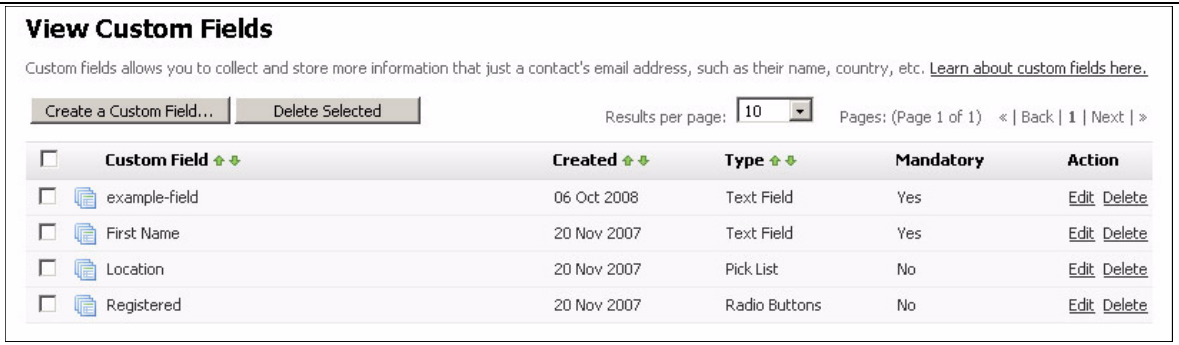 View Custom Fields
Custom fields allows you to collect and store more information that just a contact's email address, such as their name, country, etc. Learn about custom fields here.
Create a Custom Field... Delete Selected Results per page: 10 Pages: (Page 1 of 1) « | Back | 1 | Next | »
Custom Field Created Type Mandatory Action
example-field 06 Oct 2008 Text Field Yes Edit Delete
First Name 20 Nov 2007 Text Field Yes Edit Delete
Location 20 Nov 2007 Pick List No Edit Delete
Registered 20 Nov 2007 Radio Buttons No Edit Delete